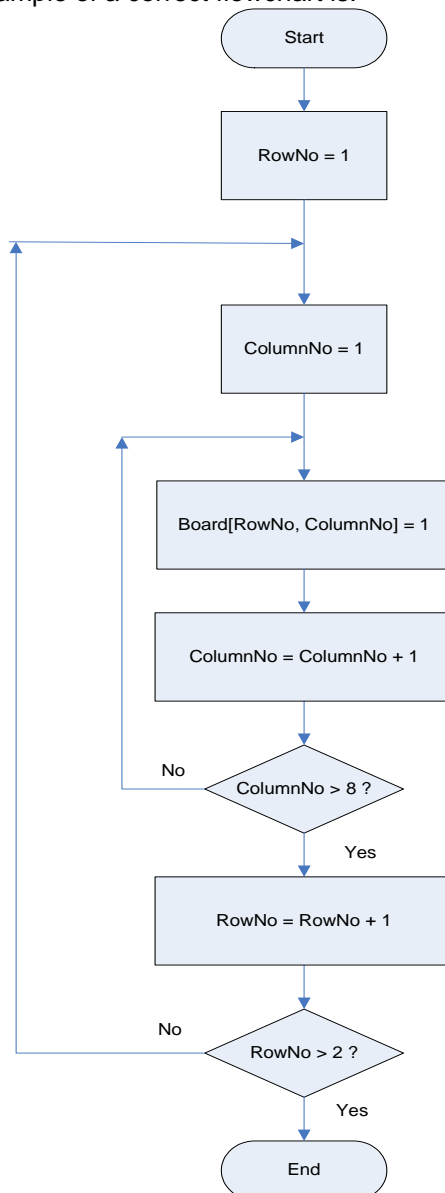 ample of a correct flowchart is:
Start
RowNo = 1
ColumnNo = 1
Board[RowNo, ColumnNo] = 1
ColumnNo = ColumnNo + 1
No
ColumnNo > 8 ?
Yes
RowNo = RowNo + 1
No
RowNo > 2 ?
Yes
End